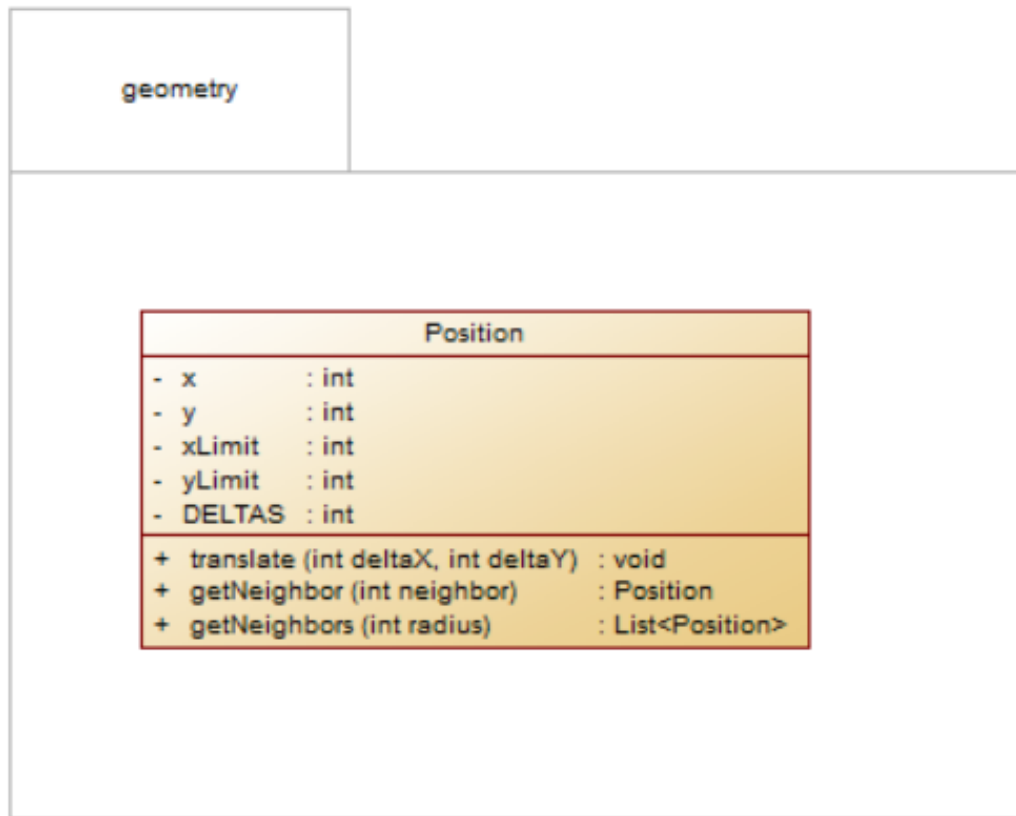 geometry
Position
- x : int
- y : int
- xLimit : int
- yLimit : int
- DELTAS : int
+ translate (int deltaX, int deltaY) : void
+ getNeighbor (int neighbor) : Position
+ getNeighbors (int radius) : List<Position>